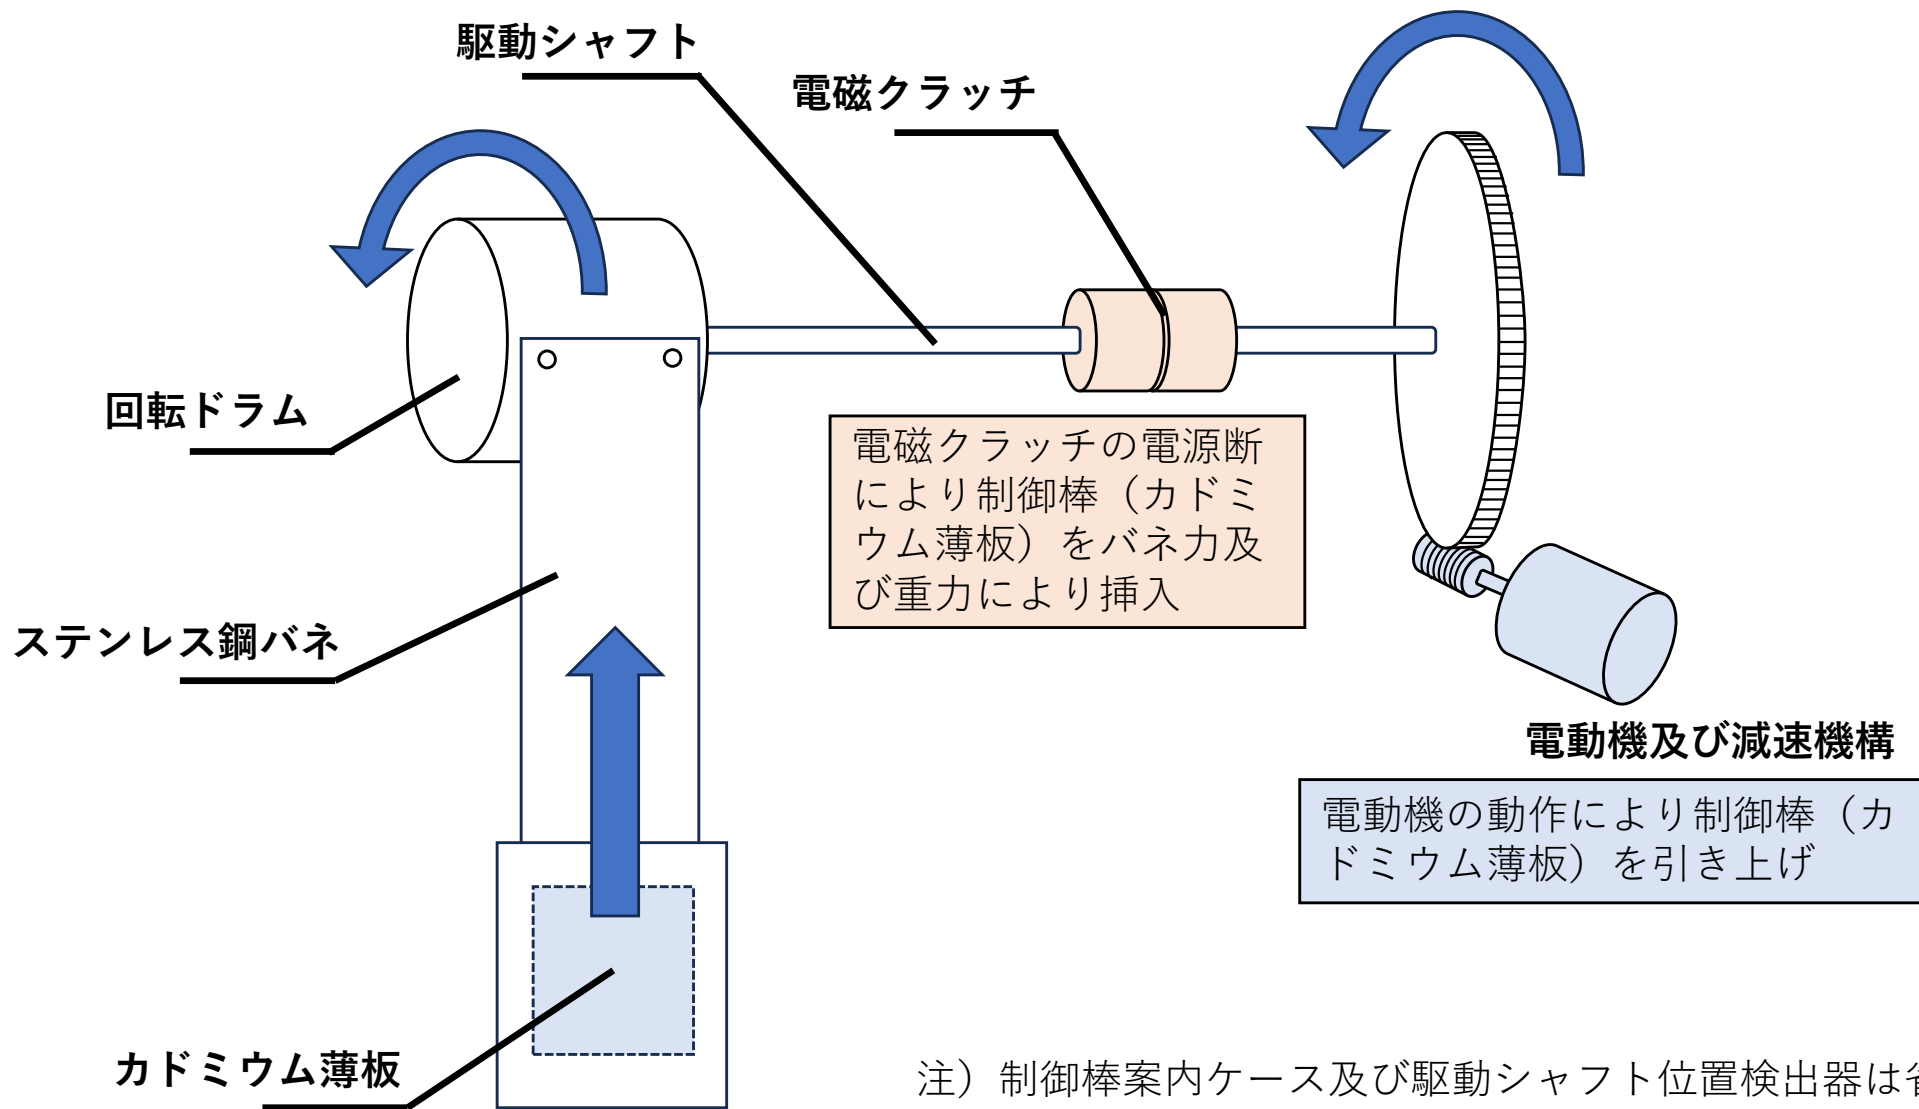 駆動シャフト
電磁クラッチ
回転ドラム
電磁クラッチの電源断
により制御棒（カドミ
ウム薄板）をバネ力及
び重力により挿入
ステンレス鋼バネ
電動機及び減速機構
電動機の動作により制御棒（カ
ドミウム薄板）を引き上げ
カドミウム薄板
注）制御棒案内ケース及び駆動シャフト位置検出器は省